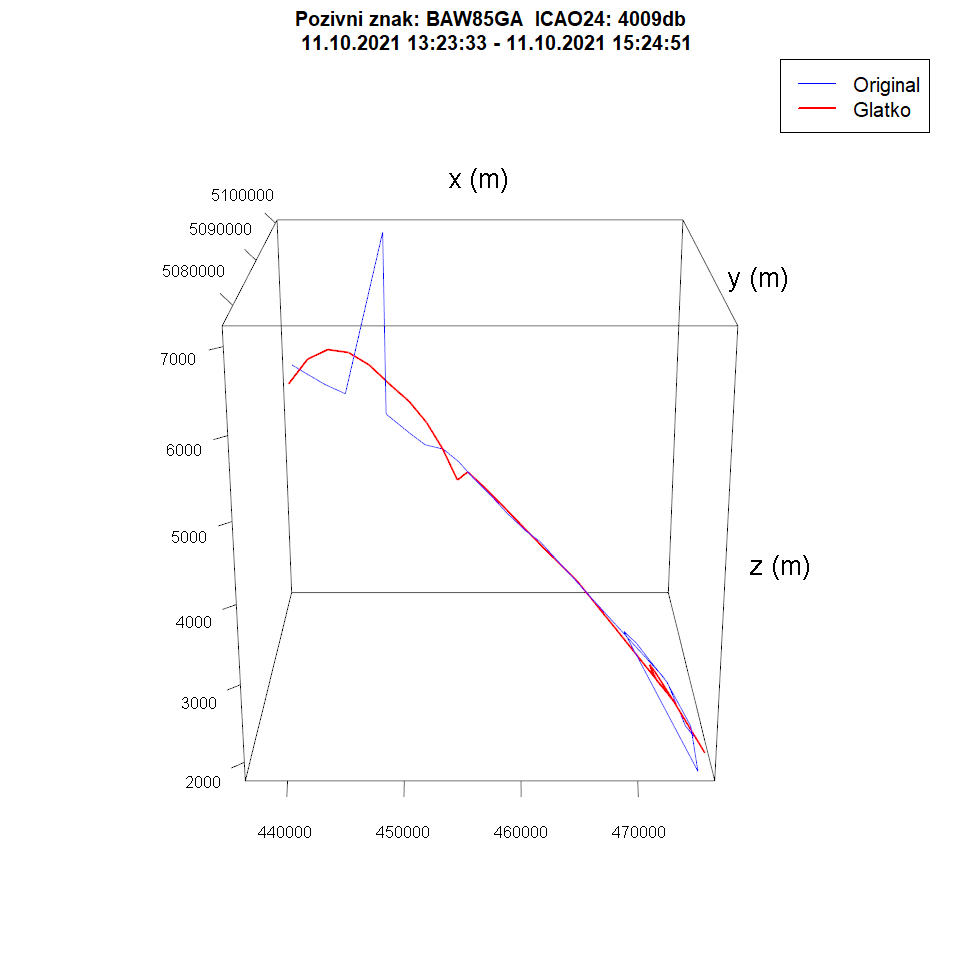 Pozivni znak: BAW85GA ICAO24: 4009db
11.10.2021 13:23:33 - 11.10.2021 15:24:51
Original
Glatko
x (m)
5100000
5090000
5080000
y (m)
7000
6000
5000
z (m)
4000
3000
2000
440000 450000 460000 470000